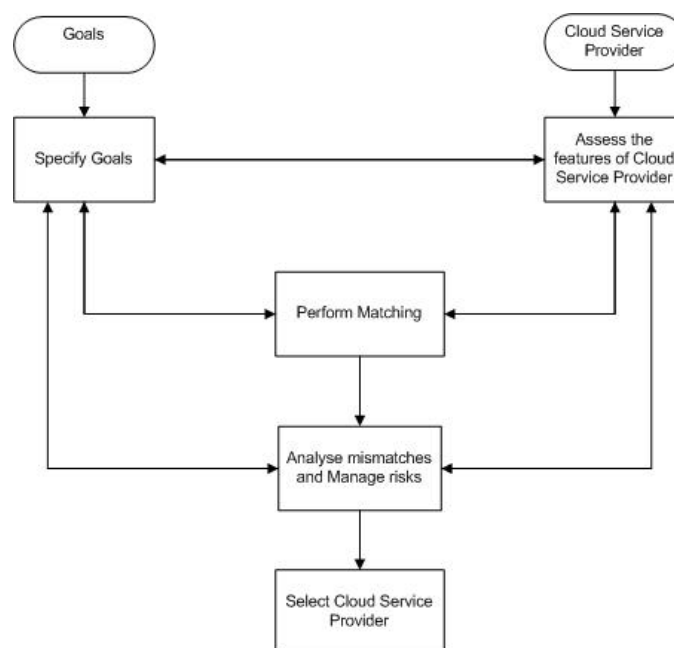 Goals
Cloud Service
Provider
Specify Goals
Assess the
features of Cloud
Service Provider
Perform Matching
Analyse mismatches
and Manage risks
Select Cloud Service
Provider